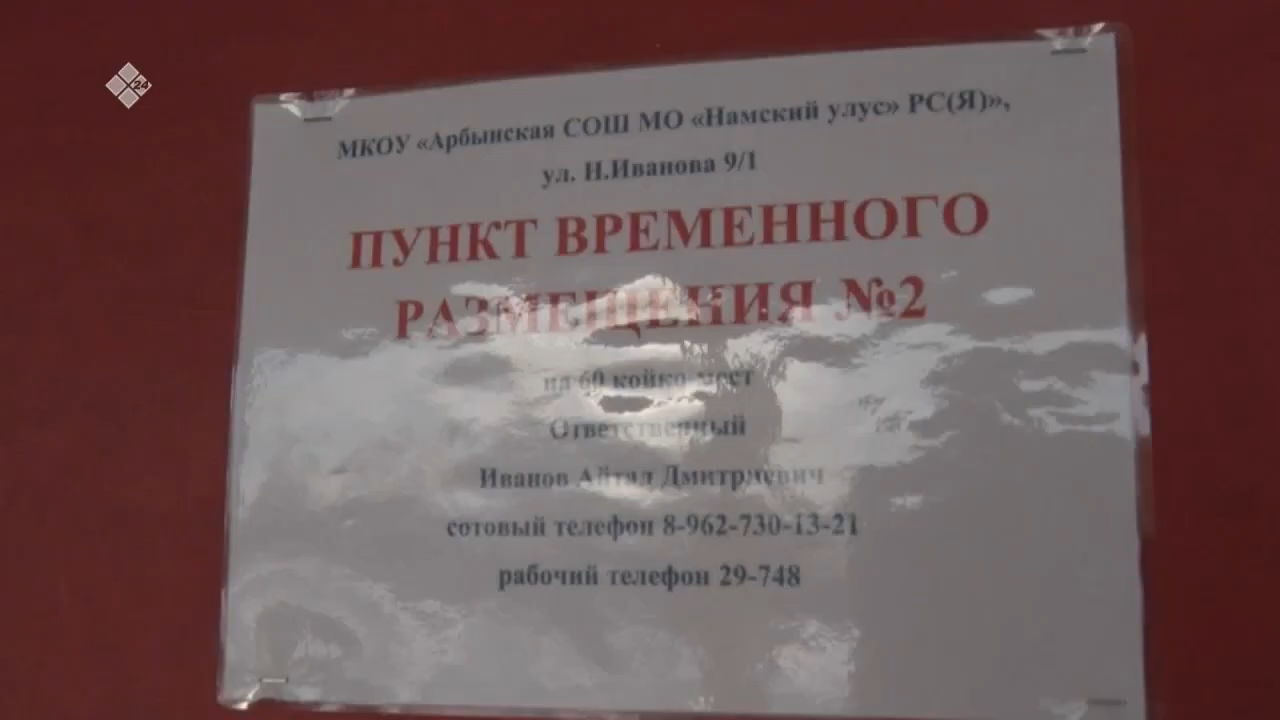 24
МКОУ «Арбынская СОШ МО «Намский улус» РС(Я)»,
ул. Н.Иванова 9/1
ПУНКТ ВРЕМЕННОГО
РАЗМЕЩЕНИЯ №2
на 60 койко мест
Ответственный
Иванов Айтал Дмитриевич
сотовый телефон 8-962-730-13-21
рабочий телефон 29-748